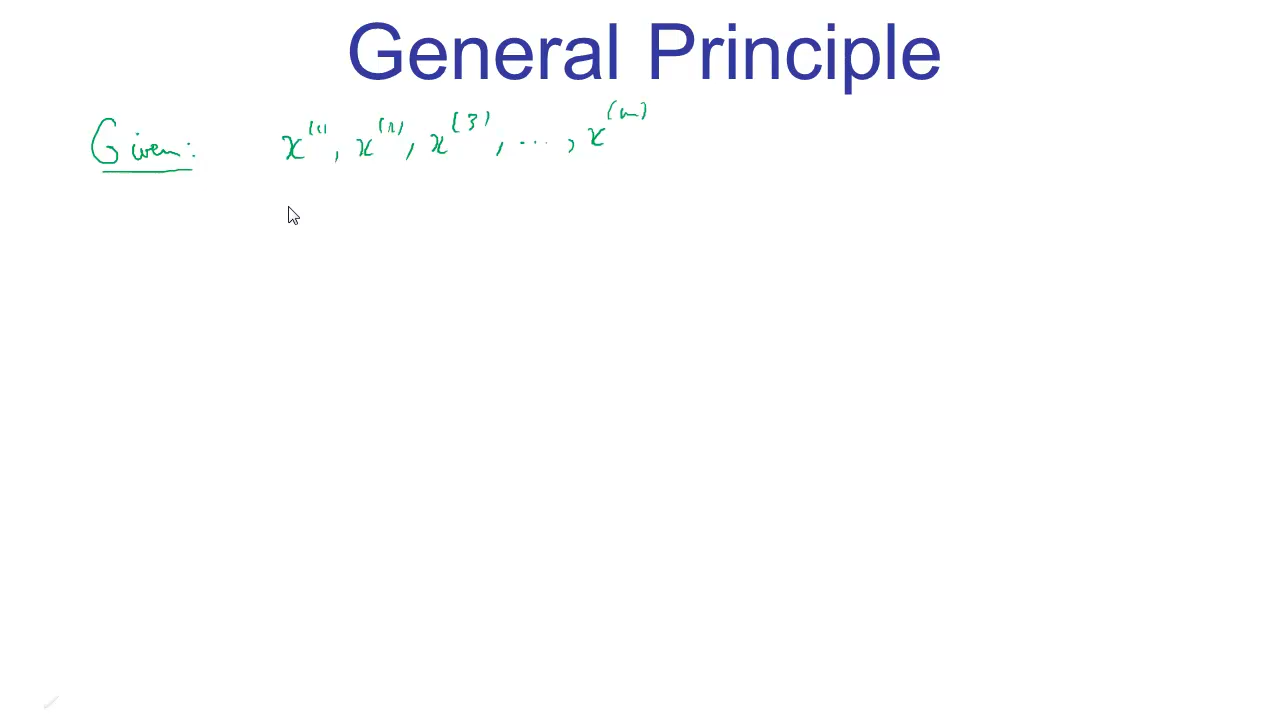 General Principle
Given: x^(1), x^(2), x^(3), ..., x^(m)